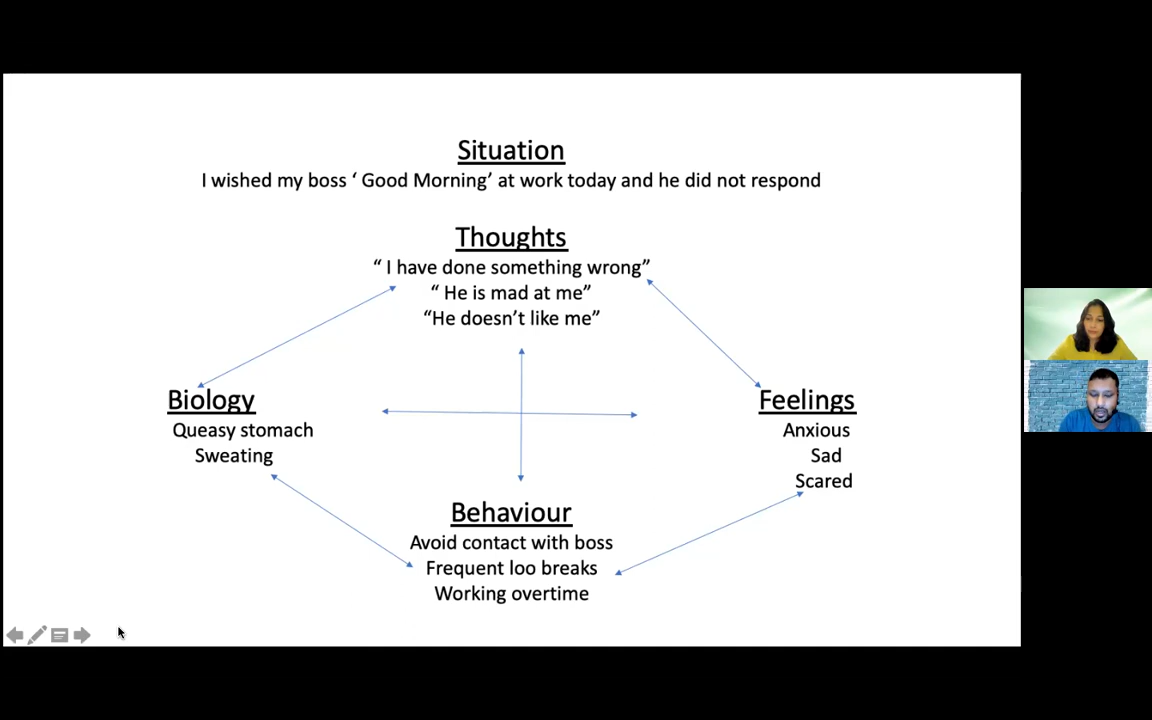 Situation
I wished my boss ‘ Good Morning’ at work today and he did not respond
Thoughts
“ I have done something wrong”
“ He is mad at me”
“He doesn’t like me”
Biology
Queasy stomach
Sweating
Feelings
Anxious
Sad
Scared
Behaviour
Avoid contact with boss
Frequent loo breaks
Working overtime